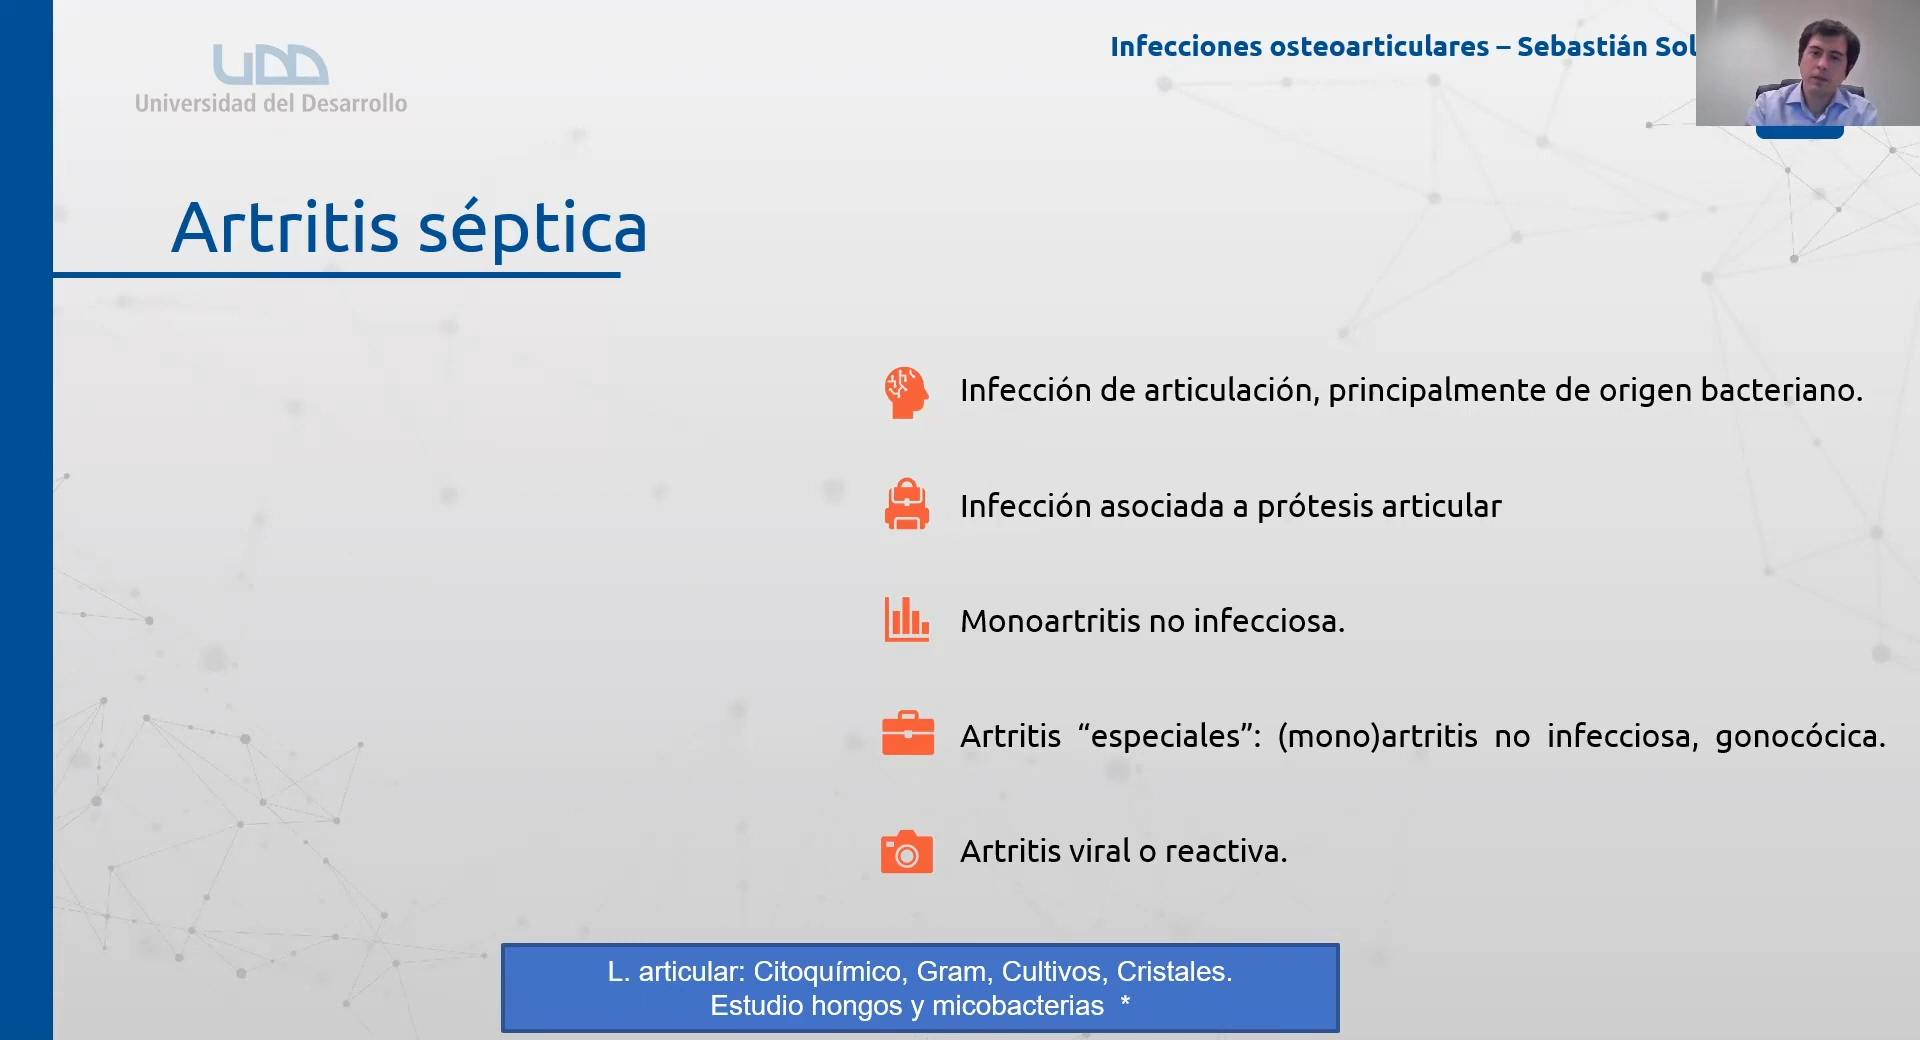 Infecciones osteoarticulares – Sebastián Sol
Universidad del Desarrollo
Artritis séptica
Infección de articulación, principalmente de origen bacteriano.
Infección asociada a prótesis articular
Monoartritis no infecciosa.
Artritis “especiales”: (mono)artritis no infecciosa, gonocócica.
Artritis viral o reactiva.
L. articular: Citoquímico, Gram, Cultivos, Cristales.
Estudio hongos y micobacterias *